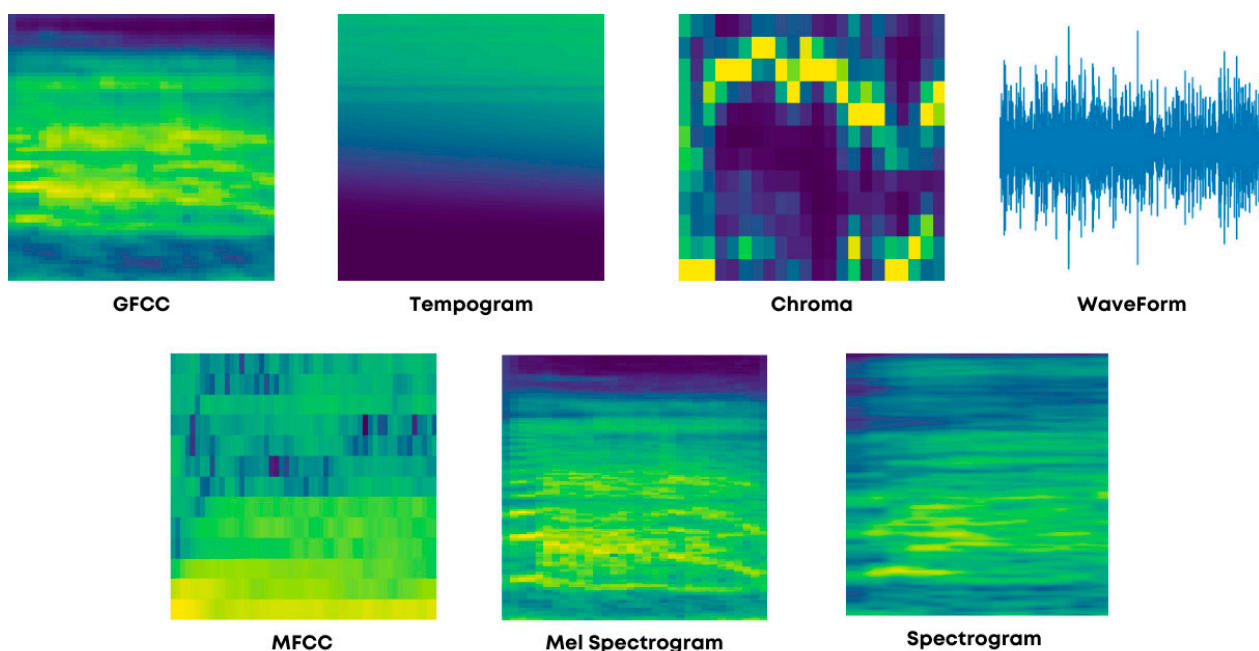 GFCC
Tempogram
Chroma
WaveForm
MFCC
Mel Spectrogram
Spectrogram